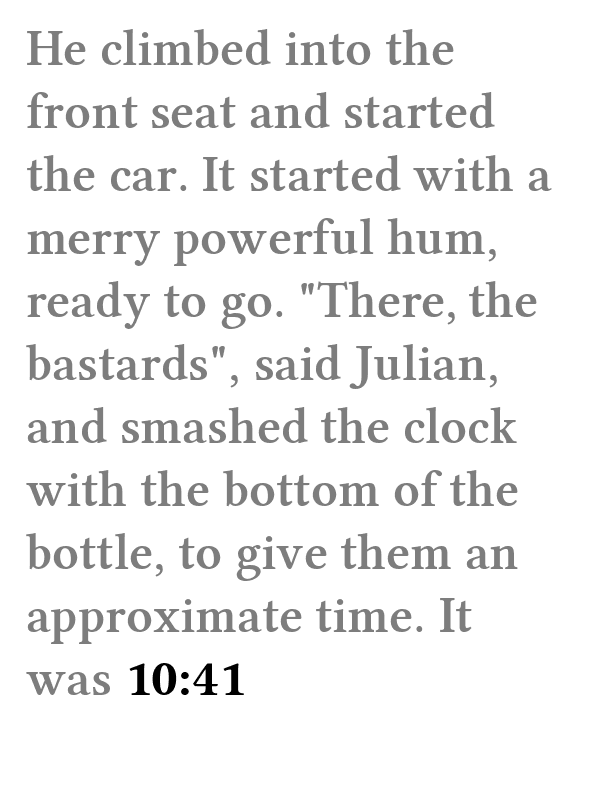 He climbed into the
front seat and started
the car. It started with a
merry powerful hum,
ready to go. "There, the
bastards", said Julian,
and smashed the clock
with the bottom of the
bottle, to give them an
approximate time. It
was 10:41